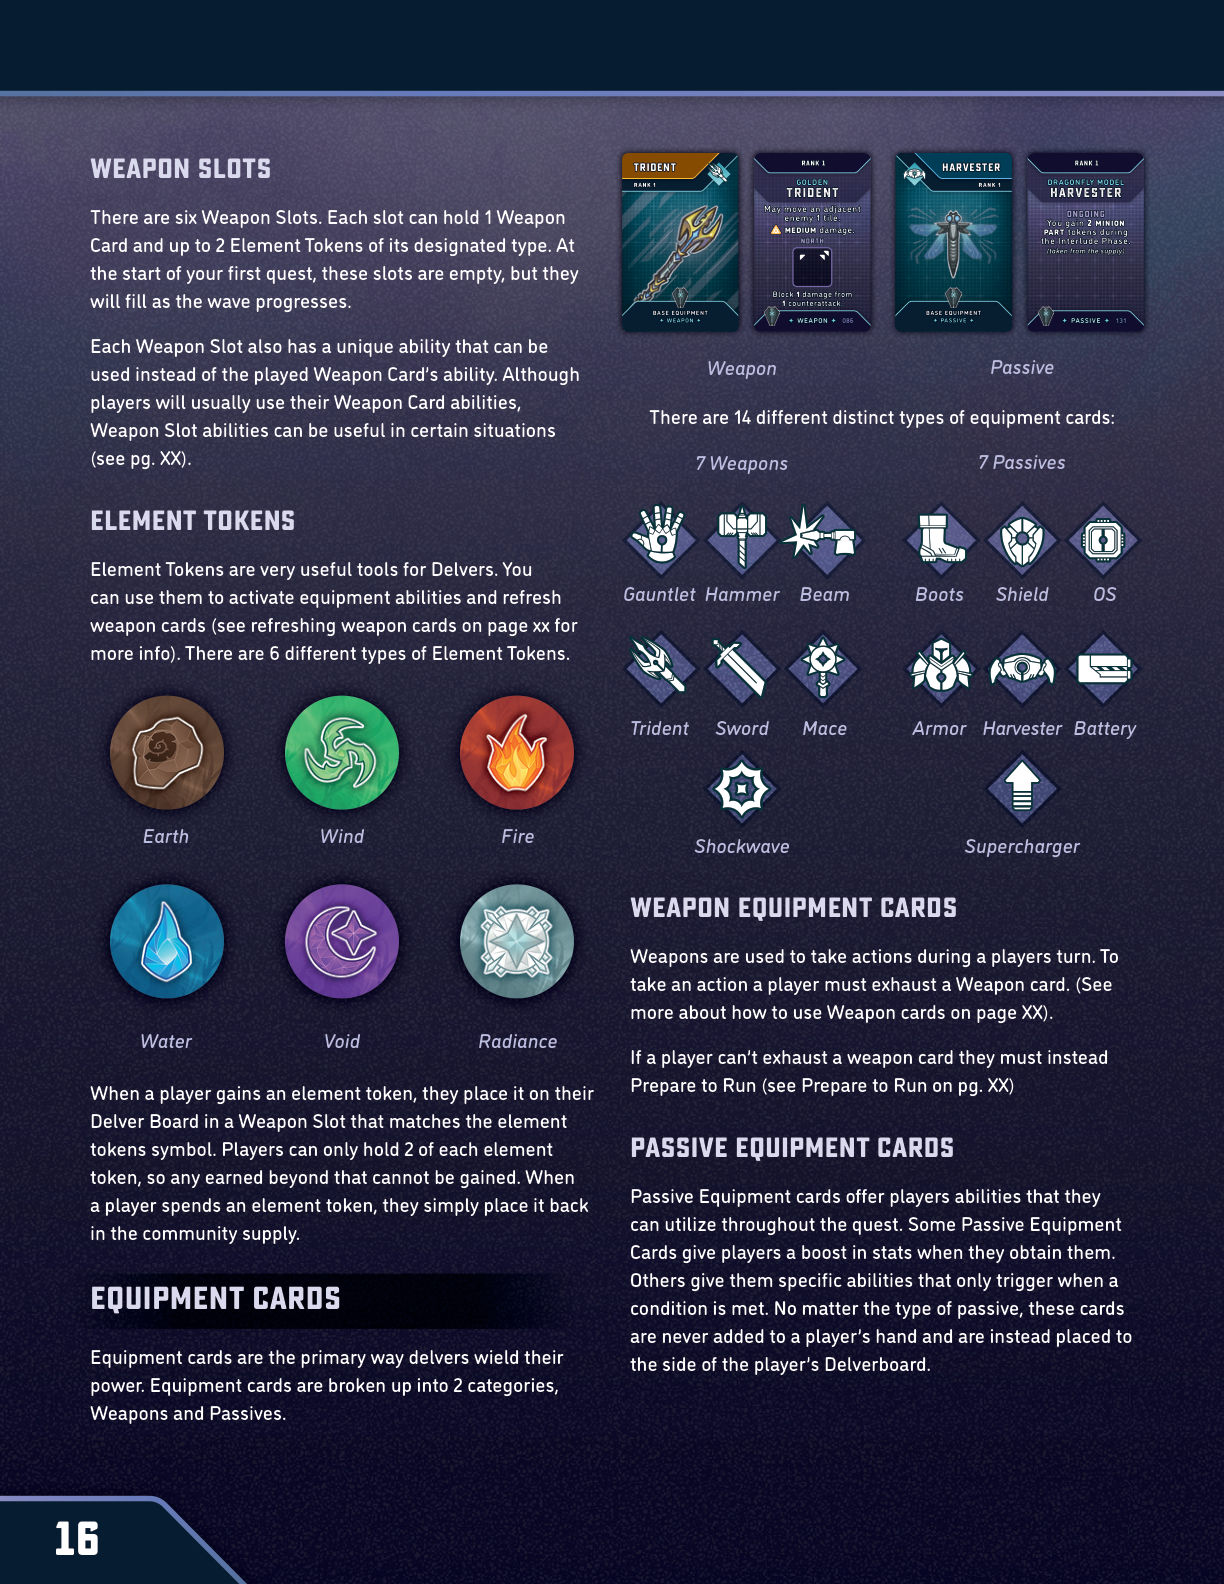 WEAPON SLOTS
There are six Weapon Slots. Each slot can hold 1 Weapon
Card and up to 2 Element Tokens of its designated type. At
the start of your first quest, these slots are empty, but they
will fill as the wave progresses.
Each Weapon Slot also has a unique ability that can be
used instead of the played Weapon Card's ability. Although
players will usually use their Weapon Card abilities,
Weapon Slot abilities can be useful in certain situations
(see pg. XX).
ELEMENT TOKENS
Element Tokens are very useful tools for Delvers. You
can use them to activate equipment abilities and refresh
weapon cards (see refreshing weapon cards on page xx for
more info). There are 6 different types of Element Tokens.
Earth Wind Fire
Water Void Radiance
When a player gains an element token, they place it on their
Delver Board in a Weapon Slot that matches the element
tokens symbol. Players can only hold 2 of each element
token, so any earned beyond that cannot be gained. When
a player spends an element token, they simply place it back
in the community supply.
EQUIPMENT CARDS
Equipment cards are the primary way delvers wield their
power. Equipment cards are broken up into 2 categories,
Weapons and Passives.
TRIDENT
RANK 1
BASE EQUIPMENT
+ WEAPON +
RANK 1
GOLDEN
TRIDENT
May move an adjacent
enemy 1 tile.
MEDIUM damage.
NORTH
Block 1 damage from
1 counterattack.
+ WEAPON + 086
HARVESTER
RANK 1
BASE EQUIPMENT
+ PASSIVE +
RANK 1
DRAGONFLY MODEL
HARVESTER
ONGOING
You gain 2 MINION
PART tokens during
the Interlude Phase.
(taken from the supply)
+ PASSIVE + 131
Weapon Passive
There are 14 different distinct types of equipment cards:
7 Weapons 7 Passives
Gauntlet Hammer Beam Boots Shield OS
Trident Sword Mace Armor Harvester Battery
Shockwave Supercharger
WEAPON EQUIPMENT CARDS
Weapons are used to take actions during a players turn. To
take an action a player must exhaust a Weapon card. (See
more about how to use Weapon cards on page XX).
If a player can't exhaust a weapon card they must instead
Prepare to Run (see Prepare to Run on pg. XX)
PASSIVE EQUIPMENT CARDS
Passive Equipment cards offer players abilities that they
can utilize throughout the quest. Some Passive Equipment
Cards give players a boost in stats when they obtain them.
Others give them specific abilities that only trigger when a
condition is met. No matter the type of passive, these cards
are never added to a player's hand and are instead placed to
the side of the player's Delverboard.
16